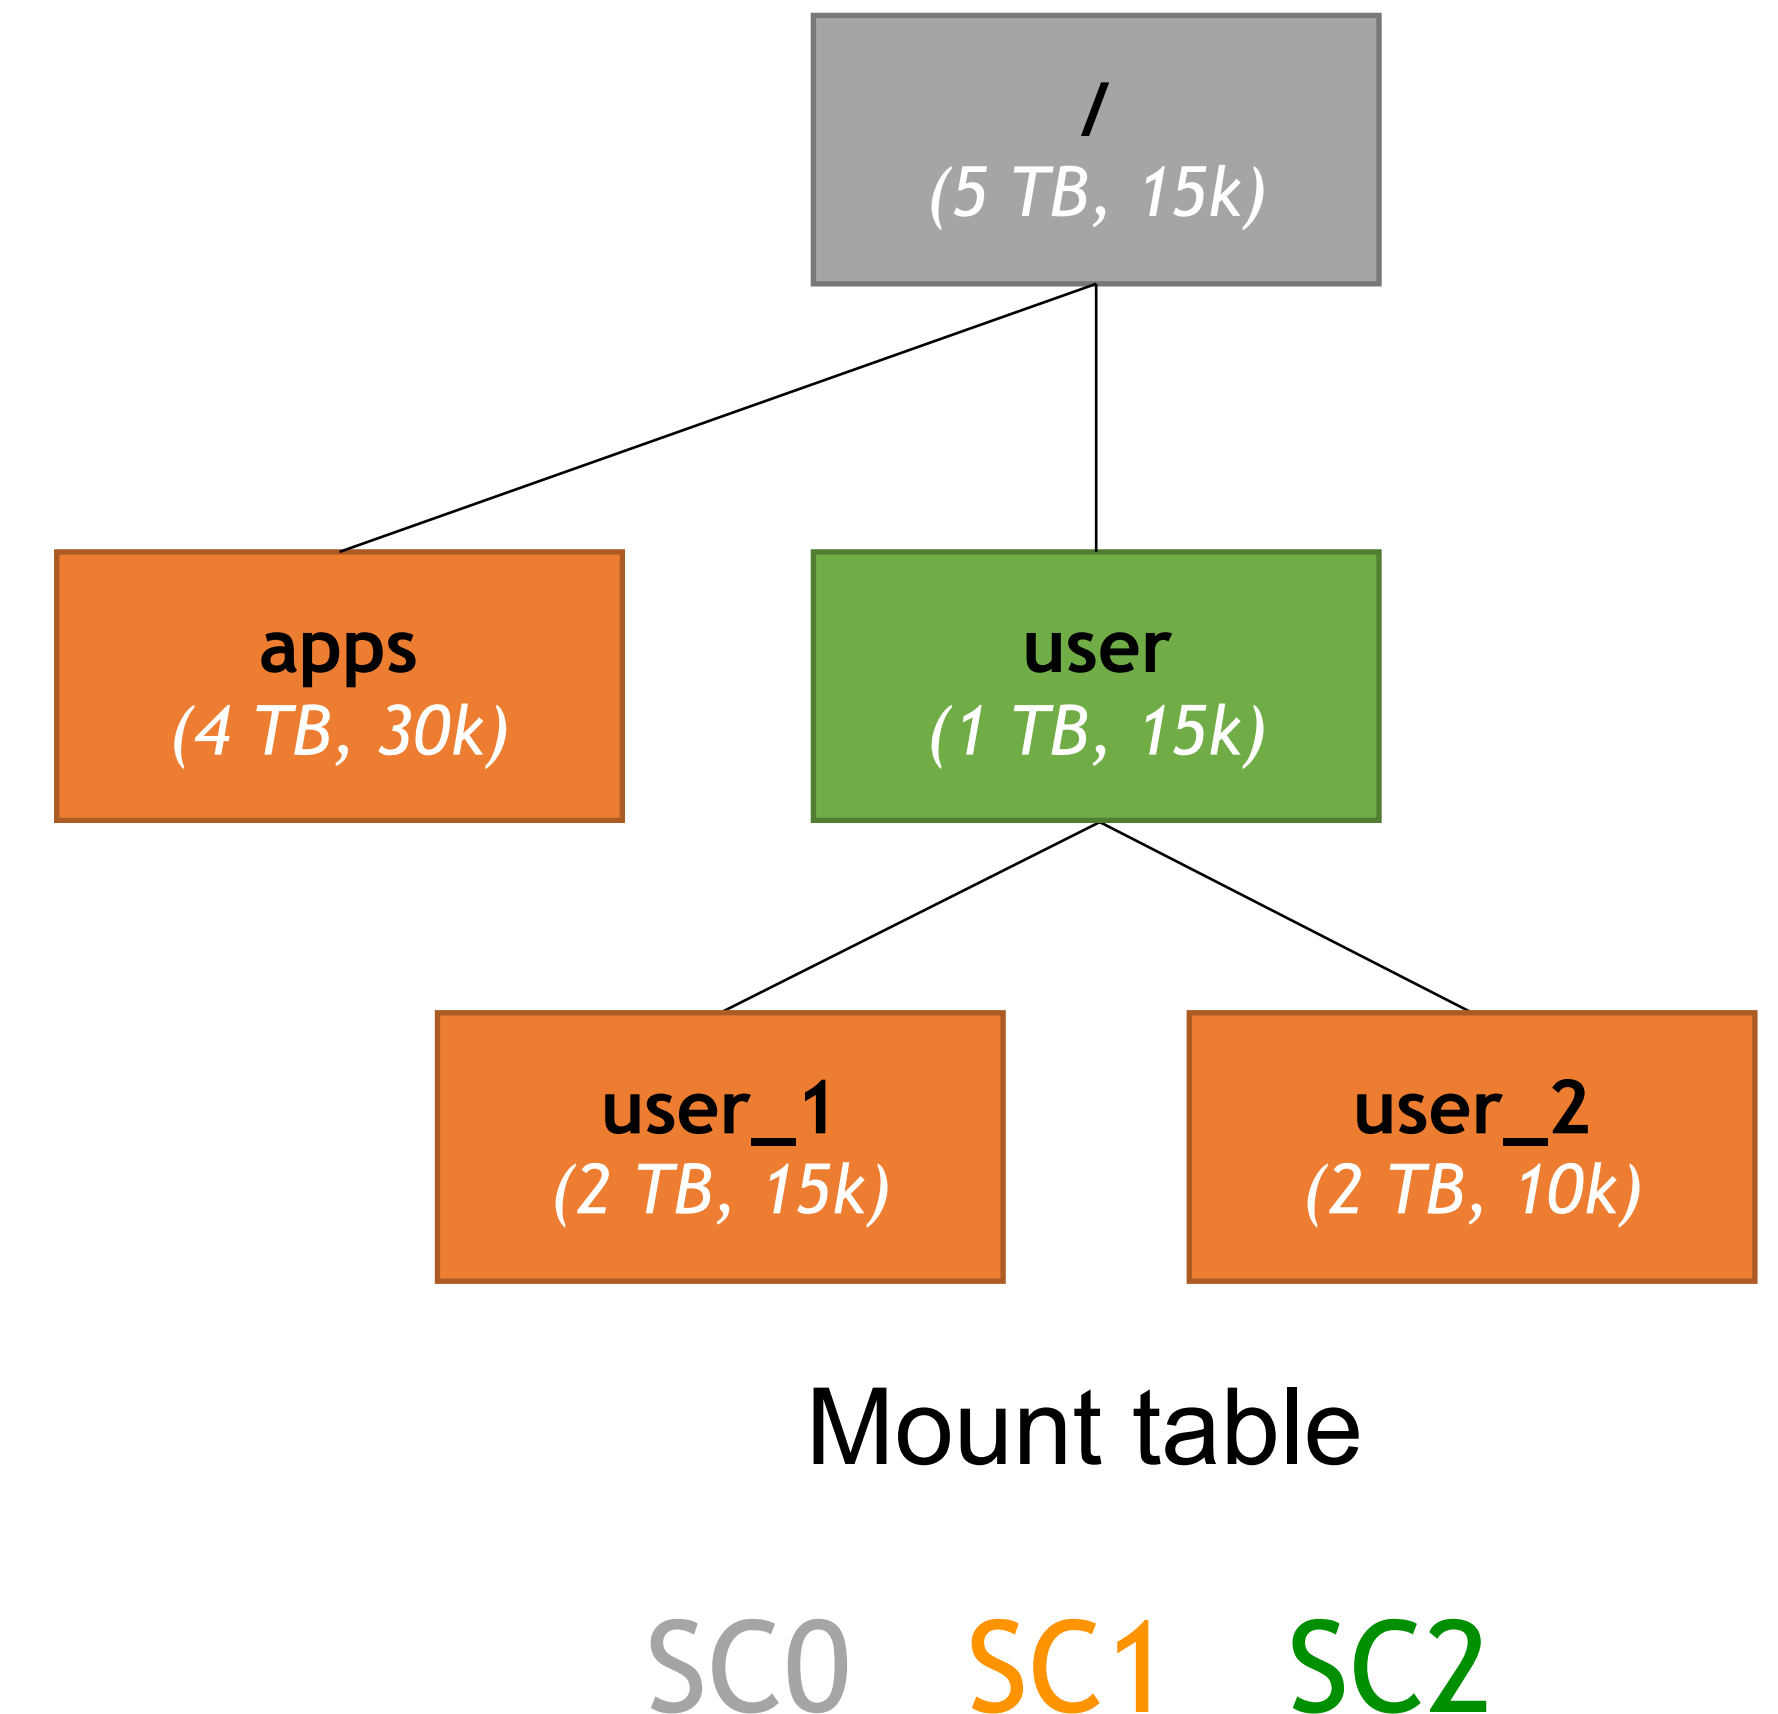 /
(5 TB, 15k)
apps
(4 TB, 30k)
user
(1 TB, 15k)
user_1
(2 TB, 15k)
user_2
(2 TB, 10k)
Mount table
SC0 SC1 SC2